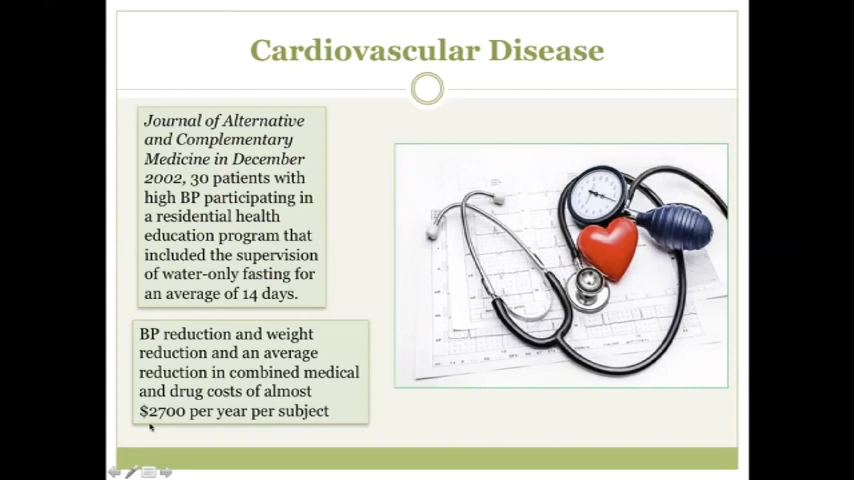 Cardiovascular Disease
Journal of Alternative
and Complementary
Medicine in December
2002, 30 patients with
high BP participating in
a residential health
education program that
included the supervision
of water-only fasting for
an average of 14 days.
BP reduction and weight
reduction and an average
reduction in combined medical
and drug costs of almost
$2700 per year per subject